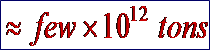 ≈ few × 10¹² tons